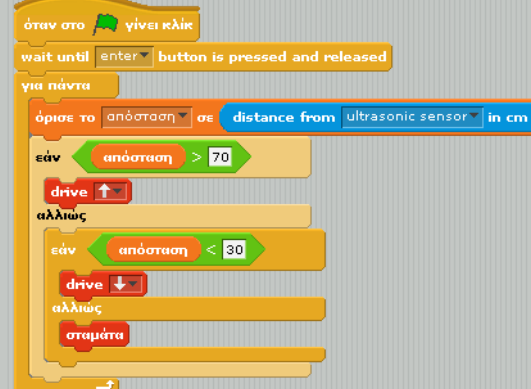 όταν στο γίνει κλίκ
wait until enter button is pressed and released
για πάντα
όρισε το απόσταση σε distance from ultrasonic sensor in cm
εάν απόσταση > 70
drive ↑
αλλιώς
εάν απόσταση < 30
drive ↓
αλλιώς
σταμάτα